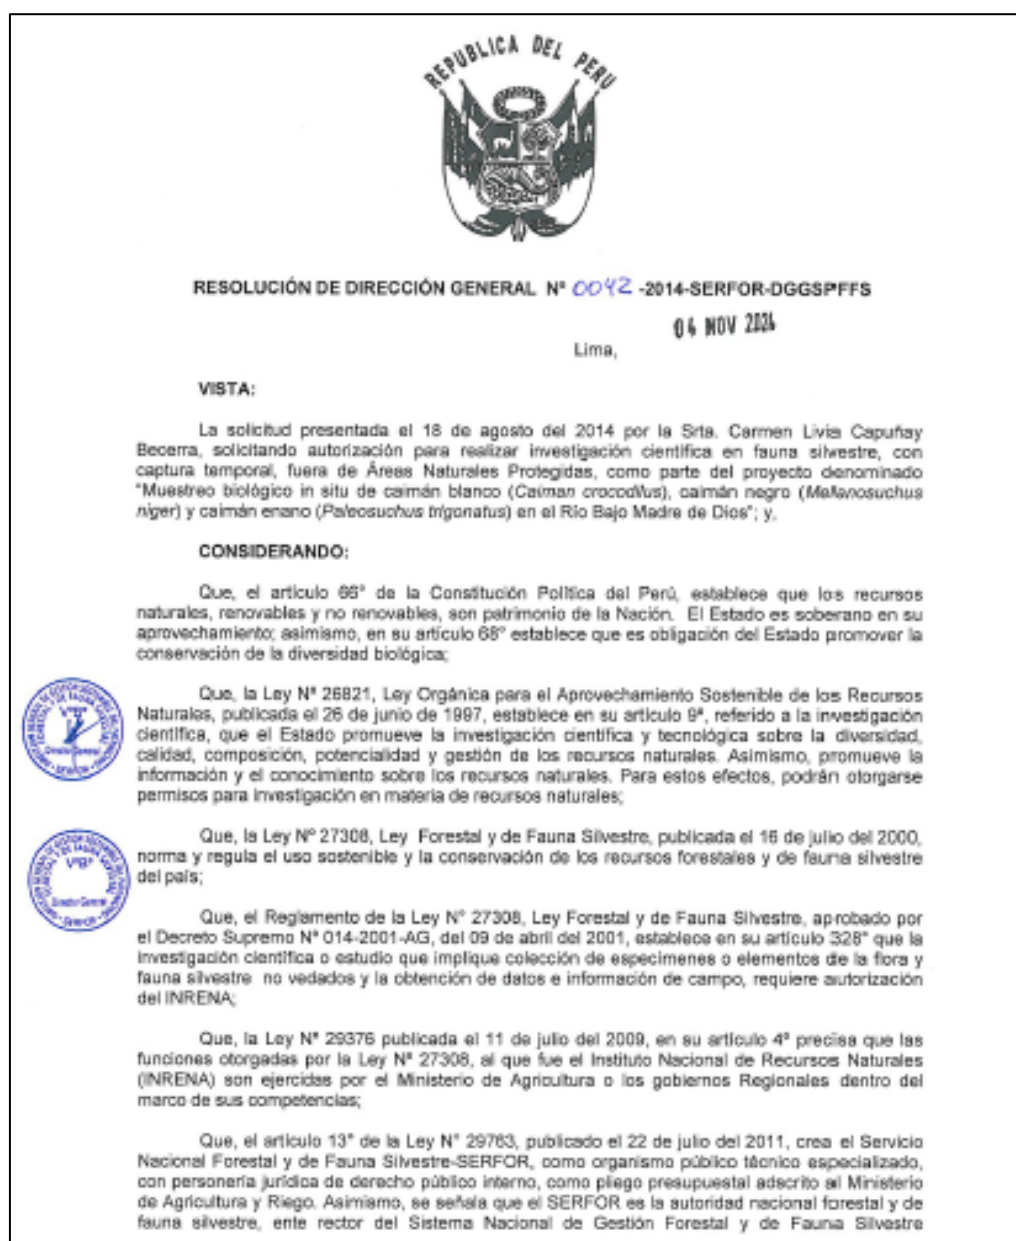 REPUBLICA DEL PERU
RESOLUCIÓN DE DIRECCIÓN GENERAL Nº 0042 -2014-SERFOR-DGGSPFFS
04 NOV 2024
Lima,
VISTA:
La solicitud presentada el 18 de agosto del 2014 por la Srta. Carmen Livia Capuñay
Becerra, solicitando autorización para realizar investigación científica en fauna silvestre, con
captura temporal, fuera de Áreas Naturales Protegidas, como parte del proyecto denominado
"Muestreo biológico in situ de caimán blanco (Caiman crocodilus), caimán negro (Mellanosuchus
niger) y caimán enano (Paleosuchus trigonatus) en el Río Bajo Madre de Dios"; y,
CONSIDERANDO:
Que, el artículo 66° de la Constitución Política del Perú, establece que los recursos
naturales, renovables y no renovables, son patrimonio de la Nación. El Estado es soberano en su
aprovechamiento; asimismo, en su artículo 68° establece que es obligación del Estado promover la
conservación de la diversidad biológica;
Que, la Ley Nº 26821, Ley Orgánica para el Aprovechamiento Sostenible de los Recursos
Naturales, publicada el 26 de junio de 1997, establece en su artículo 9º, referido a la investigación
científica, que el Estado promueve la investigación científica y tecnológica sobre la diversidad,
calidad, composición, potencialidad y gestión de los recursos naturales. Asimismo, promueve la
información y el conocimiento sobre los recursos naturales. Para estos efectos, podrán otorgarse
permisos para investigación en materia de recursos naturales;
Que, la Ley Nº 27308, Ley Forestal y de Fauna Silvestre, publicada el 16 de julio del 2000,
norma y regula el uso sostenible y la conservación de los recursos forestales y de fauna silvestre
del país;
VºBº
Director General
SERFOR
Que, el Reglamento de la Ley N° 27308, Ley Forestal y de Fauna Silvestre, aprobado por
el Decreto Supremo Nº 014-2001-AG, del 09 de abril del 2001, establece en su artículo 328° que la
investigación científica o estudio que implique colección de especímenes o elementos de la flora y
fauna silvestre no vedados y la obtención de datos e información de campo, requiere autorización
del INRENA;
Que, la Ley Nº 29376 publicada el 11 de julio del 2009, en su artículo 4º precisa que las
funciones otorgadas por la Ley Nº 27308, al que fue el Instituto Nacional de Recursos Naturales
(INRENA) son ejercidas por el Ministerio de Agricultura o los gobiernos Regionales dentro del
marco de sus competencias;
Que, el artículo 13° de la Ley N° 29763, publicado el 22 de julio del 2011, crea el Servicio
Nacional Forestal y de Fauna Silvestre-SERFOR, como organismo público técnico especializado,
con personería jurídica de derecho público interno, como pliego presupuestal adscrito al Ministerio
de Agricultura y Riego. Asimismo, se señala que el SERFOR es la autoridad nacional forestal y de
fauna silvestre, ente rector del Sistema Nacional de Gestión Forestal y de Fauna Silvestre